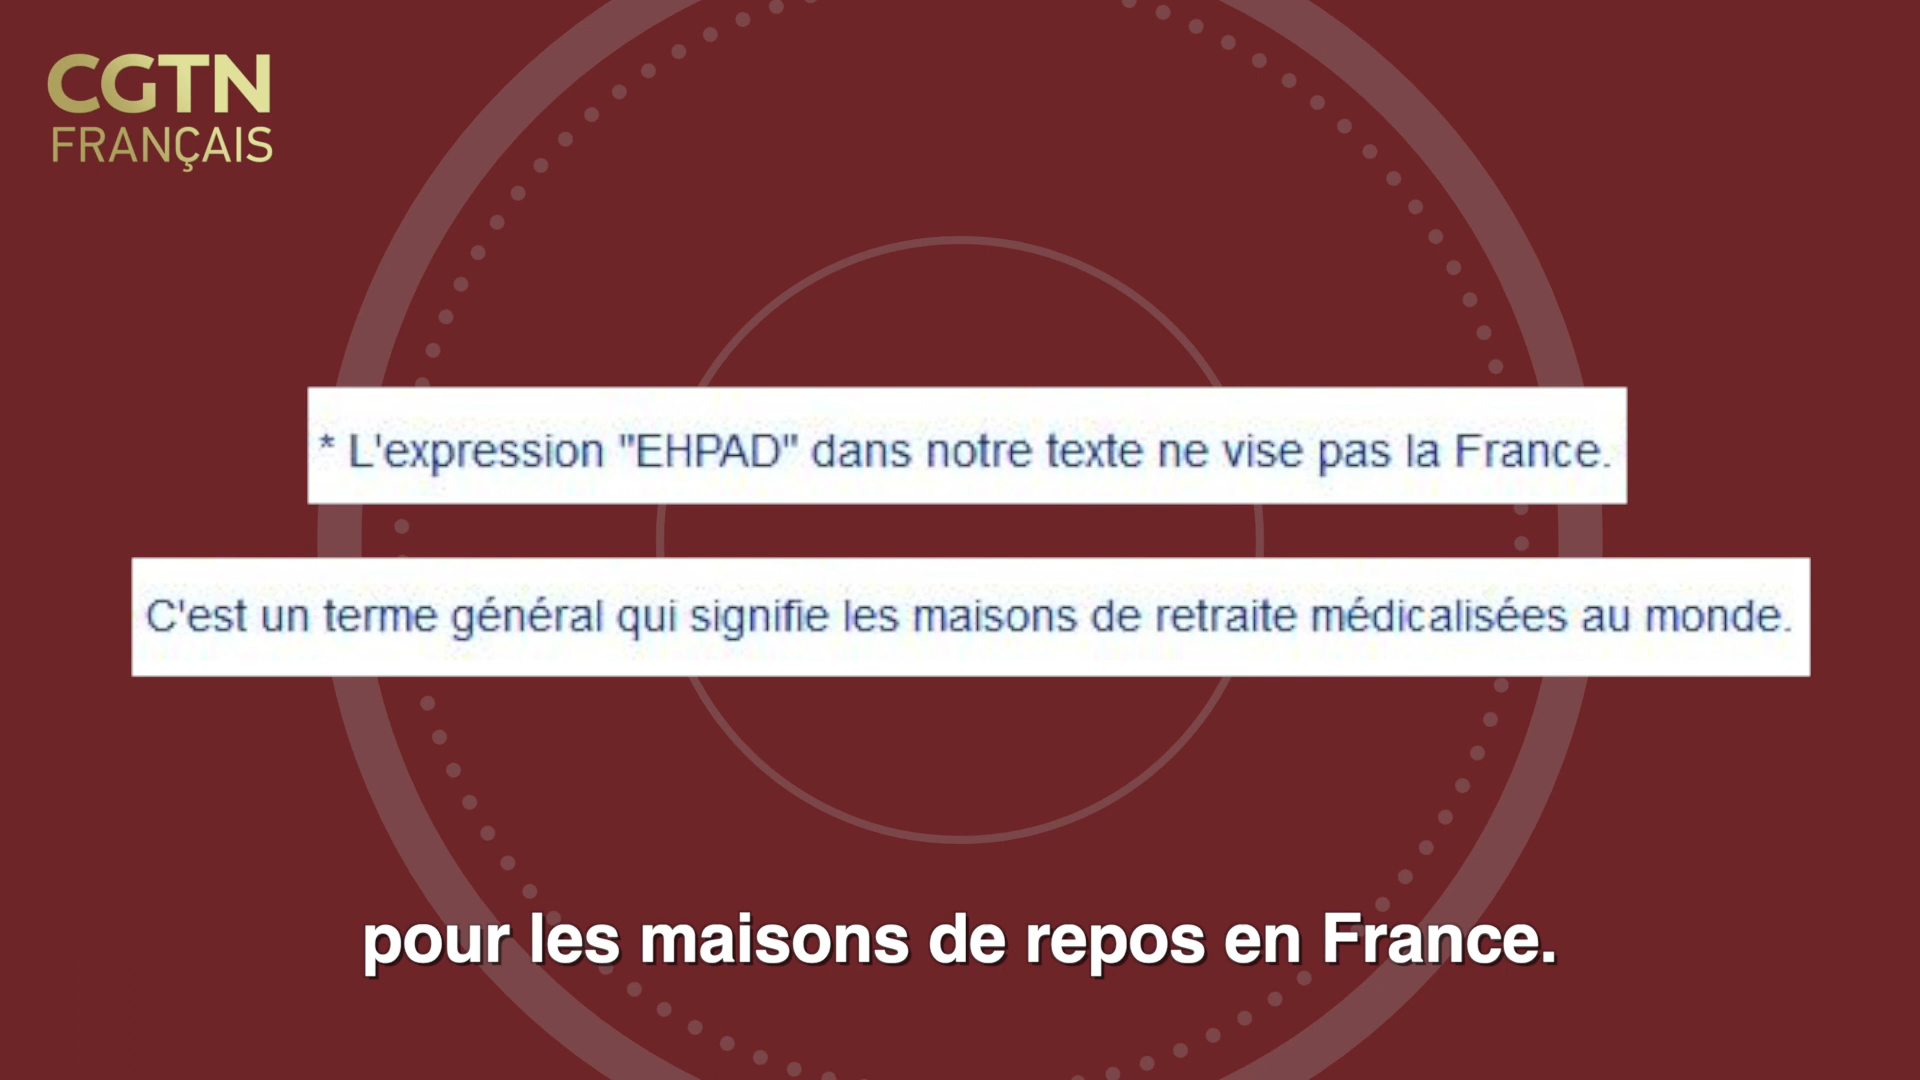 CGTN
FRANÇAIS
* L'expression "EHPAD" dans notre texte ne vise pas la France.
C'est un terme général qui signifie les maisons de retraite médicalisées au monde.
pour les maisons de repos en France.